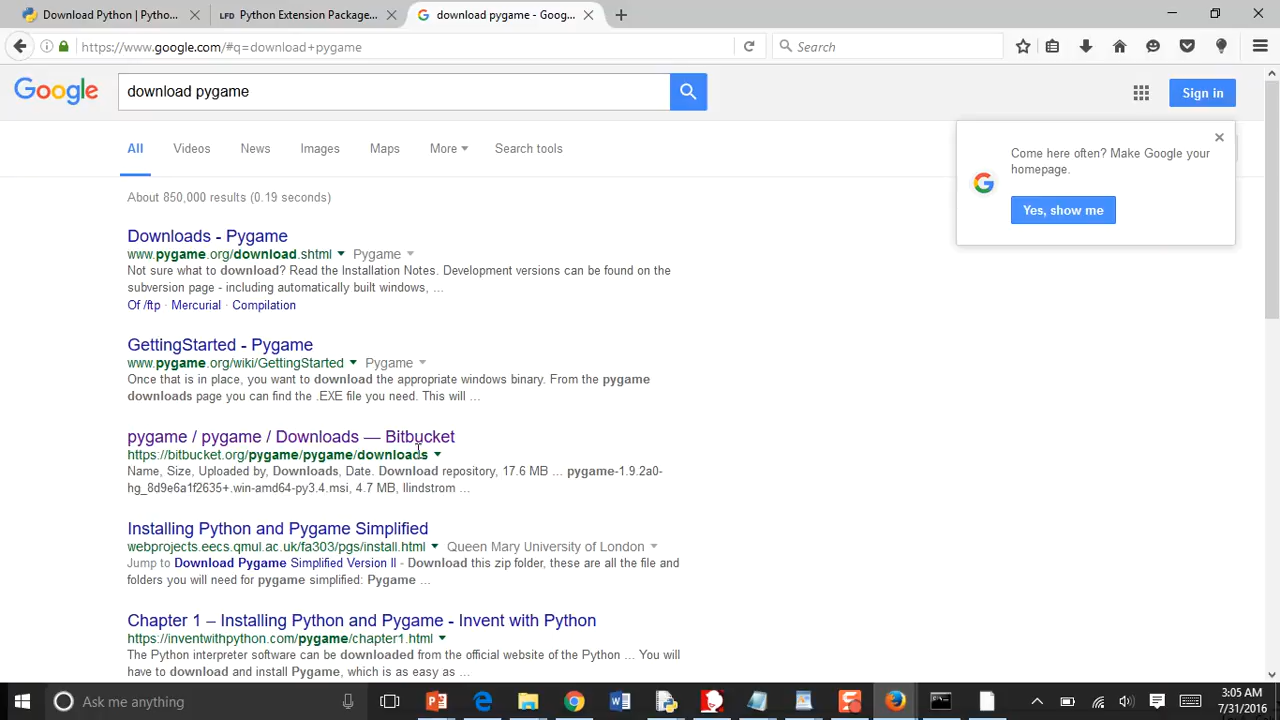 Download Python | Python...
LFD Python Extension Package...
download pygame - Goog...
https://www.google.com/#q=download+pygame
Search
Google
download pygame
Sign in
All Videos News Images Maps More Search tools
Come here often? Make Google your
homepage.
Yes, show me
About 850,000 results (0.19 seconds)
Downloads - Pygame
www.pygame.org/download.shtml Pygame
Not sure what to download? Read the Installation Notes. Development versions can be found on the
subversion page - including automatically built windows, ...
Of /ftp · Mercurial · Compilation
GettingStarted - Pygame
www.pygame.org/wiki/GettingStarted Pygame
Once that is in place, you want to download the appropriate windows binary. From the pygame
downloads page you can find the .EXE file you need. This will ...
pygame / pygame / Downloads — Bitbucket
https://bitbucket.org/pygame/pygame/downloads
Name, Size, Uploaded by, Downloads, Date. Download repository, 17.6 MB ... pygame-1.9.2a0-
hg_8d9e6a1f2635+.win-amd64-py3.4.msi, 4.7 MB, llindstrom ...
Installing Python and Pygame Simplified
webprojects.eecs.qmul.ac.uk/fa303/pgs/install.html Queen Mary University of London
Jump to Download Pygame Simplified Version II - Download this zip folder, these are all the file and
folders you will need for pygame simplified: Pygame ...
Chapter 1 – Installing Python and Pygame - Invent with Python
https://inventwithpython.com/pygame/chapter1.html
The Python interpreter software can be downloaded from the official website of the Python ... You will
have to download and install Pygame, which is as easy as ...
Ask me anything
3:05 AM
7/31/2016